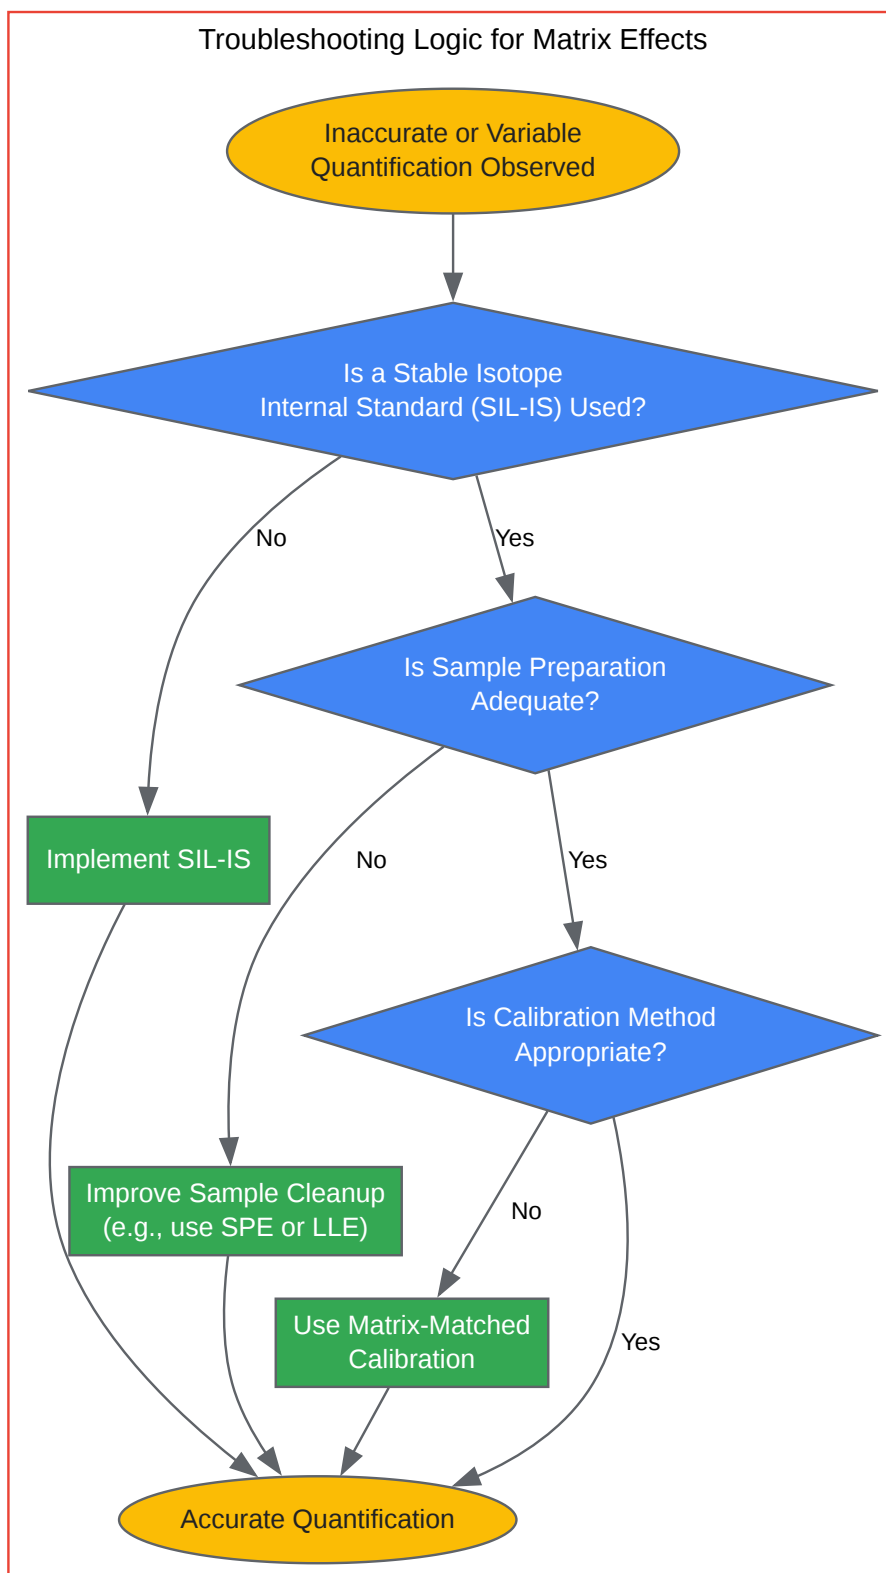 Troubleshooting Logic for Matrix Effects
Inaccurate or Variable
Quantification Observed
Is a Stable Isotope
Internal Standard (SIL-IS) Used?
No
Yes
Is Sample Preparation
Adequate?
Implement SIL-IS
No
Yes
Is Calibration Method
Appropriate?
Improve Sample Cleanup
(e.g., use SPE or LLE)
No
Use Matrix-Matched
Calibration
Yes
Accurate Quantification